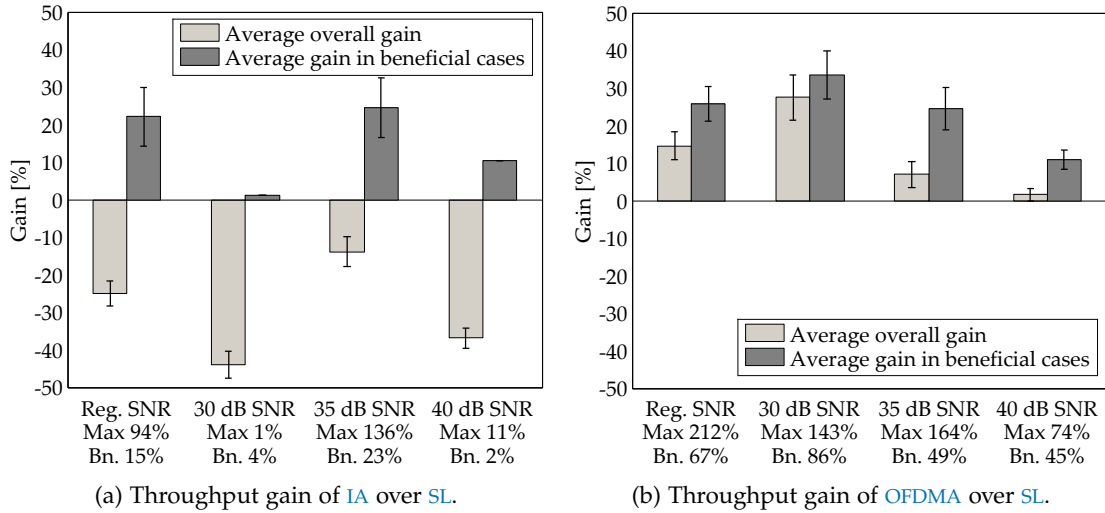 50
40
30
20
10
0
-10
-20
-30
-40
-50
Gain [%]
Average overall gain
Average gain in beneficial cases
Reg. SNR 30 dB SNR 35 dB SNR 40 dB SNR
Max 94% Max 1% Max 136% Max 11%
Bn. 15% Bn. 4% Bn. 23% Bn. 2%
(a) Throughput gain of IA over SL.
50
40
30
20
10
0
-10
-20
-30
-40
-50
Gain [%]
Average overall gain
Average gain in beneficial cases
Reg. SNR 30 dB SNR 35 dB SNR 40 dB SNR
Max 212% Max 143% Max 164% Max 74%
Bn. 67% Bn. 86% Bn. 49% Bn. 45%
(b) Throughput gain of OFDMA over SL.